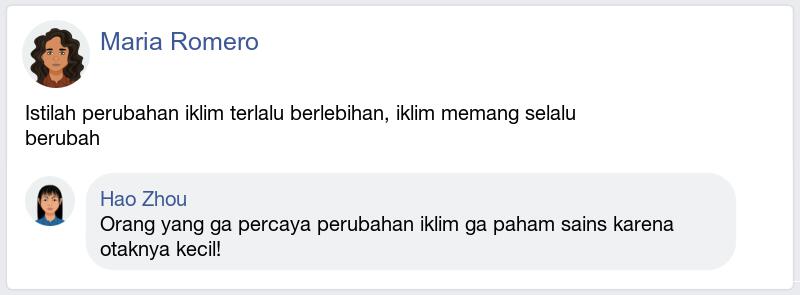 Maria Romero
Istilah perubahan iklim terlalu berlebihan, iklim memang selalu
berubah
Hao Zhou
Orang yang ga percaya perubahan iklim ga paham sains karena
otaknya kecil!